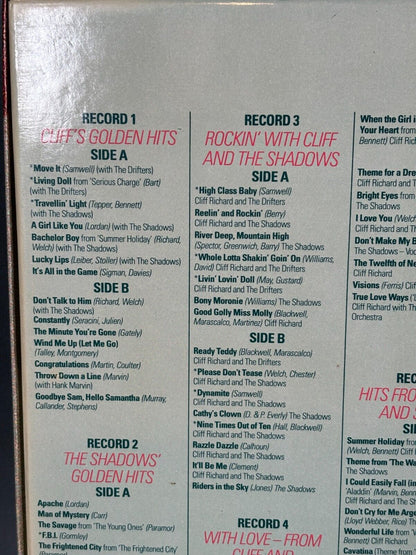 RECORD 1
CLIFF'S GOLDEN HITS
SIDE A
*Move It (Samwell) (with The Drifters)
*Living Doll from 'Serious Charge' (Bart)
(with The Drifters)
*Travellin' Light (Tepper, Bennett)
(with The Shadows)
A Girl Like You (Lordan) (with The Shadows)
Bachelor Boy from 'Summer Holiday' (Richard,
Welch) (with The Shadows)
Lucky Lips (Leiber, Stoller) (with The Shadows)
*It's All in the Game (Sigman, Davies)
SIDE B
Don't Talk to Him (Richard, Welch)
(with The Shadows)
Constantly (Seracini, Julien)
The Minute You're Gone (Gately)
Wind Me Up (Let Me Go)
(Talley, Montgomery)
Congratulations (Martin, Coulter)
Throw Down a Line (Marvin)
(with Hank Marvin)
Goodbye Sam, Hello Samantha (Murray,
Callander, Stephens)
RECORD 2
THE SHADOWS'
GOLDEN HITS
SIDE A
Apache (Lordan)
Man of Mystery (Carr)
The Savage from 'The Young Ones' (Paramor)
*F.B.I. (Gormley)
The Frightened City from 'The Frightened City'
(Paramor)
RECORD 3
ROCKIN' WITH CLIFF
AND THE SHADOWS
SIDE A
*High Class Baby (Samwell)
Cliff Richard and The Drifters
Reelin' and Rockin' (Berry)
Cliff Richard and The Shadows
River Deep, Mountain High
(Spector, Greenwich, Barry) The Shadows
*Whole Lotta Shakin' Goin' On (Williams,
David) Cliff Richard and The Drifters
*Livin' Lovin' Doll (May, Gustard)
Cliff Richard and The Drifters
Bony Moronie (Williams) The Shadows
Good Golly Miss Molly (Blackwell,
Marascalco, Martinez) Cliff Richard
SIDE B
Ready Teddy (Blackwell, Marascalco)
Cliff Richard and The Drifters
*Please Don't Tease (Welch, Chester)
Cliff Richard and The Shadows
*Dynamite (Samwell)
Cliff Richard and The Shadows
Cathy's Clown (D. & P. Everly) The Shadows
*Nine Times Out of Ten (Hall, Blackwell)
Cliff Richard and The Shadows
Razzle Dazzle (Calhoun)
Cliff Richard and The Shadows
It'll Be Me (Clement)
Cliff Richard and The Shadows
Riders in the Sky (Jones) The Shadows
RECORD 4
WITH LOVE – FROM
CLIFF AND
When the Girl i
Your Heart from
Bennett) Cliff Rich
Theme for a Dre
Cliff Richard and T
Bright Eyes from
The Shadows
I Love You (Welch
Cliff Richard and T
Don't Make My B
The Shadows – Voc
The Twelfth of Ne
Cliff Richard
Visions (Ferris) Cl
True Love Ways (
Cliff Richard with T
Orchestra
REC
HITS FRO
AND S
Summer Holiday fr
(Welch, Bennett) Cliff
Theme from 'The W
The Shadows
I Could Easily Fall (in
'Aladdin' (Marvin, Benn
Richard
Don't Cry for Me Arge
(Lloyd Webber, Rice) Th
Wonderful Life from '
Bennett) Cliff Richard
Savatina (Theme